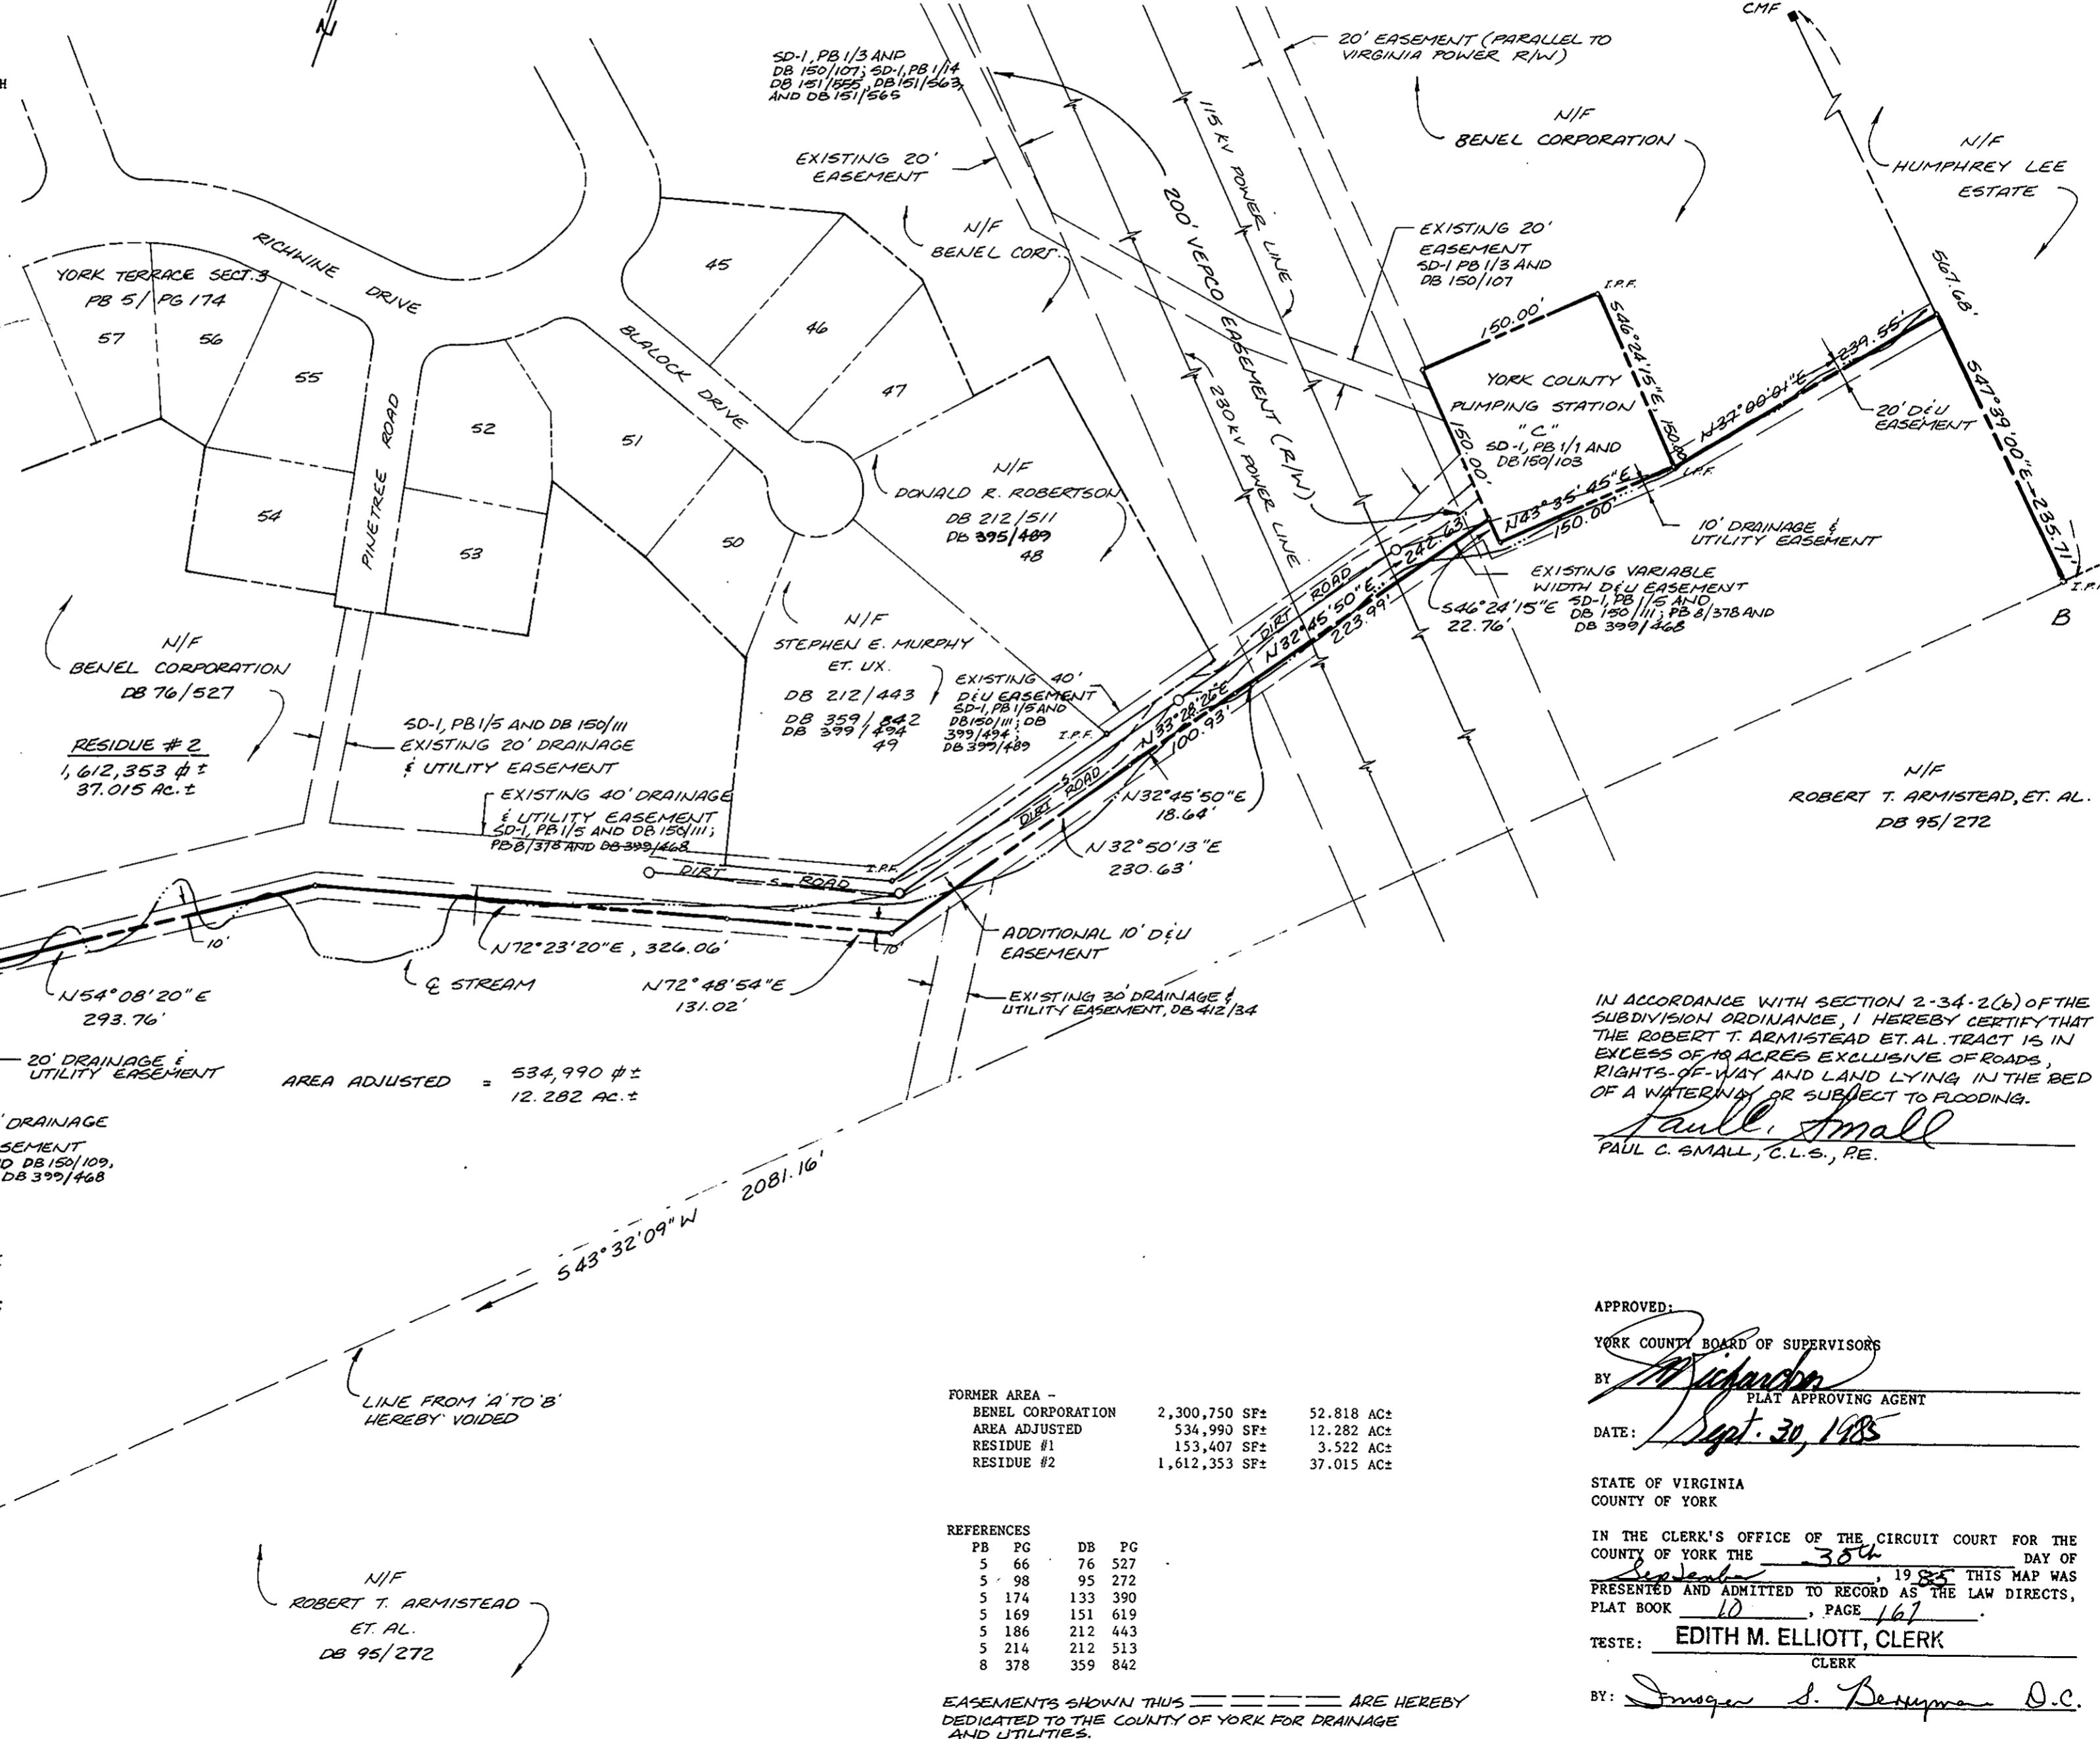 N
H
CMF
SD-1, PB 1/3 AND
DB 150/107; SD-1, PB 1/14
DB 151/555, DB151/563,
AND DB 151/565
20' EASEMENT (PARALLEL TO
VIRGINIA POWER R/W)
N/F
BENEL CORPORATION
N/F
HUMPHREY LEE
ESTATE
EXISTING 20'
EASEMENT
N/F
BENEL CORP.
115 KV POWER LINE
200' VEPCO EASEMENT (R/W)
230 KV POWER LINE
EXISTING 20'
EASEMENT
SD-1 PB 1/3 AND
DB 150/107
I.P.F.
150.00'
S46°24'15"E, 150.00'
YORK COUNTY
PUMPING STATION
"C"
SD-1, PB 1/1 AND
DB 150/103
150.00'
I.P.F.
N37°00'01"E
239.55'
567.68'
S47°39'00"E-235.71'
20' D&U
EASEMENT
I.P.F.
B
RICHWINE
DRIVE
YORK TERRACE SECT. 3
PB 5/ PG 174
57
56
55
54
PINETREE ROAD
52
53
51
50
BLALOCK DRIVE
45
46
47
N/F
DONALD R. ROBERTSON
DB 212/511
DB 395/489
48
N43°35'45"E
150.00'
10' DRAINAGE &
UTILITY EASEMENT
EXISTING VARIABLE
WIDTH D&U EASEMENT
SD-1, PB 1/5 AND
DB 150/111; PB 8/378 AND
DB 399/468
S46°24'15"E
22.76'
242.63'
DIRT ROAD
N32°45'50"E
223.99'
N/F
STEPHEN E. MURPHY
ET. UX.
DB 212/443
DB 359/842
DB 399/494
49
EXISTING 40'
D&U EASEMENT
SD-1, PB 1/5 AND
DB150/111; DB
399/494;
DB399/489
I.P.F.
N33°28'26"E
100.93'
S
DIRT ROAD
N32°45'50"E
18.64'
N32°50'13"E
230.63'
N/F
BENEL CORPORATION
DB 76/527
RESIDUE # 2
1,612,353 ⏀ ±
37.015 AC. ±
SD-1, PB1/5 AND DB 150/111
EXISTING 20' DRAINAGE
& UTILITY EASEMENT
EXISTING 40' DRAINAGE
& UTILITY EASEMENT
SD-1, PB 1/5 AND DB 150/111;
PB 8/378 AND DB 399/468
DIRT S ROAD
I.P.F.
10'
10'
N72°23'20"E, 326.06'
℄ STREAM
N72°48'54"E
131.02'
N54°08'20"E
293.76'
ADDITIONAL 10' D&U
EASEMENT
EXISTING 30' DRAINAGE &
UTILITY EASEMENT, DB 412/34
N/F
ROBERT T. ARMISTEAD, ET. AL.
DB 95/272
20' DRAINAGE &
UTILITY EASEMENT
AREA ADJUSTED = 534,990 ⏀ ±
12.282 AC. ±
' DRAINAGE
SEMENT
D DB 150/109,
DB 399/468
2081.16'
S43°32'09"W
LINE FROM 'A' TO 'B'
HEREBY VOIDED
N/F
ROBERT T. ARMISTEAD
ET. AL.
DB 95/272
IN ACCORDANCE WITH SECTION 2-34-2(b) OF THE
SUBDIVISION ORDINANCE, I HEREBY CERTIFY THAT
THE ROBERT T. ARMISTEAD ET. AL. TRACT IS IN
EXCESS OF 10 ACRES EXCLUSIVE OF ROADS,
RIGHTS-OF-WAY AND LAND LYING IN THE BED
OF A WATERWAY OR SUBJECT TO FLOODING.
Paul C. Small
PAUL C. SMALL, C.L.S., P.E.
FORMER AREA -
BENEL CORPORATION 2,300,750 SF± 52.818 AC±
AREA ADJUSTED 534,990 SF± 12.282 AC±
RESIDUE #1 153,407 SF± 3.522 AC±
RESIDUE #2 1,612,353 SF± 37.015 AC±
REFERENCES
PB PG DB PG
5 66 76 527
5 98 95 272
5 174 133 390
5 169 151 619
5 186 212 443
5 214 212 513
8 378 359 842
EASEMENTS SHOWN THUS ARE HEREBY
DEDICATED TO THE COUNTY OF YORK FOR DRAINAGE
AND UTILITIES.
APPROVED:
YORK COUNTY BOARD OF SUPERVISORS
BY Richardson
PLAT APPROVING AGENT
DATE: Sept. 30, 1985
STATE OF VIRGINIA
COUNTY OF YORK
IN THE CLERK'S OFFICE OF THE CIRCUIT COURT FOR THE
COUNTY OF YORK THE 30th DAY OF
September, 1985 THIS MAP WAS
PRESENTED AND ADMITTED TO RECORD AS THE LAW DIRECTS,
PLAT BOOK 10, PAGE 167.
TESTE: EDITH M. ELLIOTT, CLERK
CLERK
BY: Imogen S. Berryman D.C.